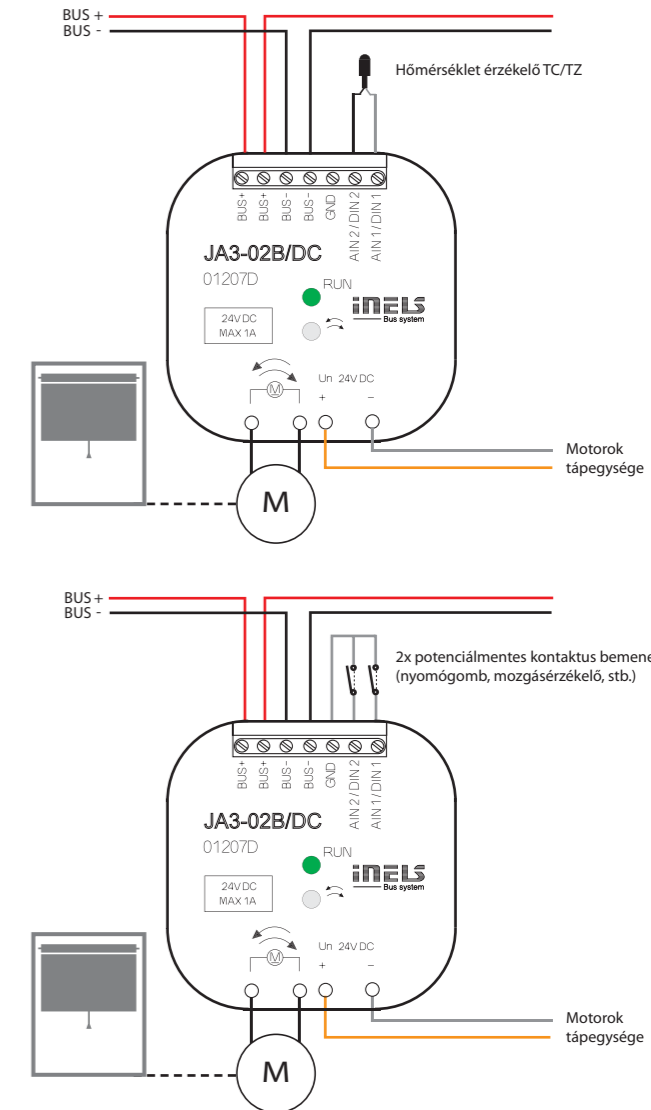 BUS +
BUS -
Hőmérséklet érzékelő TC/TZ
BUS+
BUS+
BUS-
BUS-
GND
AIN 2 / DIN 2
AIN 1 / DIN 1
JA3-02B/DC
01207D
RUN
24V DC
MAX 1A
iNELS
Bus system
M
Un 24V DC
+ –
Motorok
tápegysége
M
BUS +
BUS -
2x potenciálmentes kontaktus bemene
(nyomógomb, mozgásérzékelő, stb.)
BUS+
BUS+
BUS-
BUS-
GND
AIN 2 / DIN 2
AIN 1 / DIN 1
JA3-02B/DC
01207D
RUN
24V DC
MAX 1A
iNELS
Bus system
M
Un 24V DC
+ –
Motorok
tápegysége
M